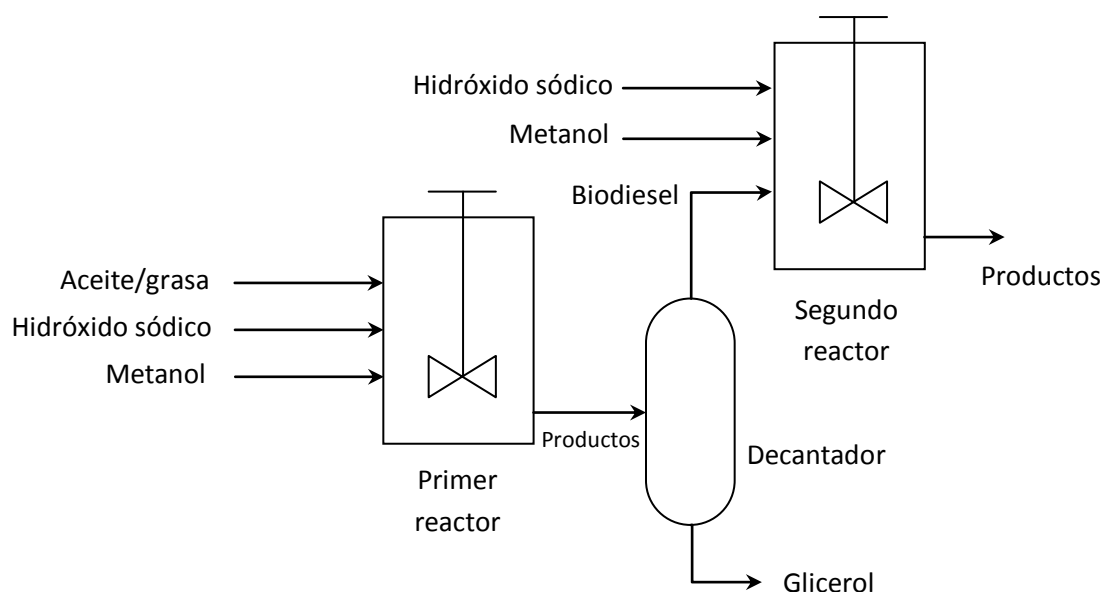 Hidróxido sódico
Metanol
Biodiesel
Productos
Segundo
reactor
Aceite/grasa
Hidróxido sódico
Metanol
Productos
Decantador
Primer
reactor
Glicerol